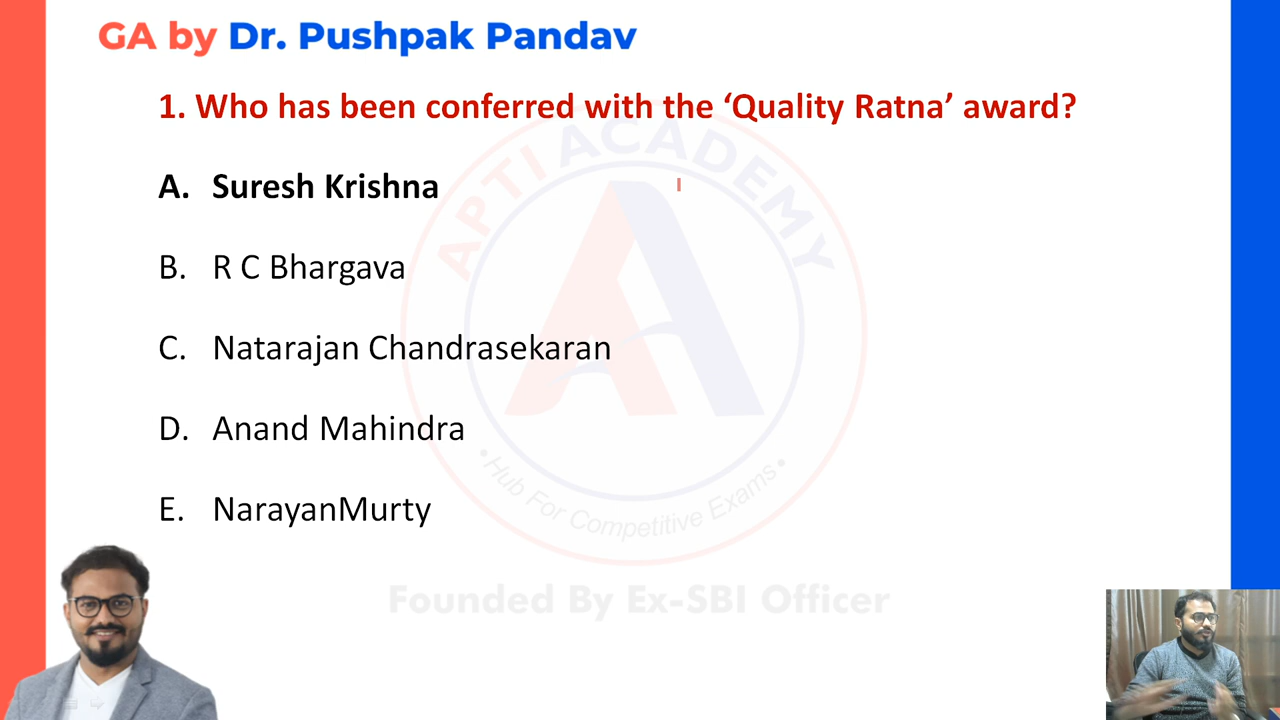 GA by Dr. Pushpak Pandav
1. Who has been conferred with the ‘Quality Ratna’ award?
A. Suresh Krishna
B. R C Bhargava
C. Natarajan Chandrasekaran
D. Anand Mahindra
E. NarayanMurty
APTI ACADEMY
•Hub For Competitive Exams•
Founded By Ex-SBI Officer